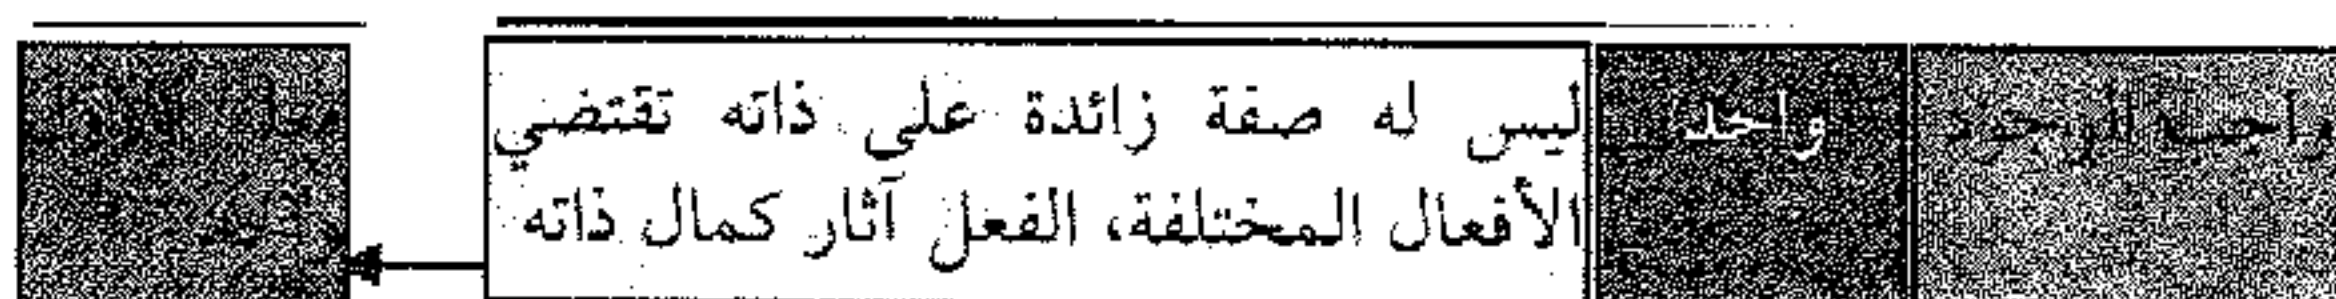 واجب الوجود
واحد
ليس له صفة زائدة على ذاته تقتضي
الأفعال المختلفة، الفعل آثار كمال ذاته